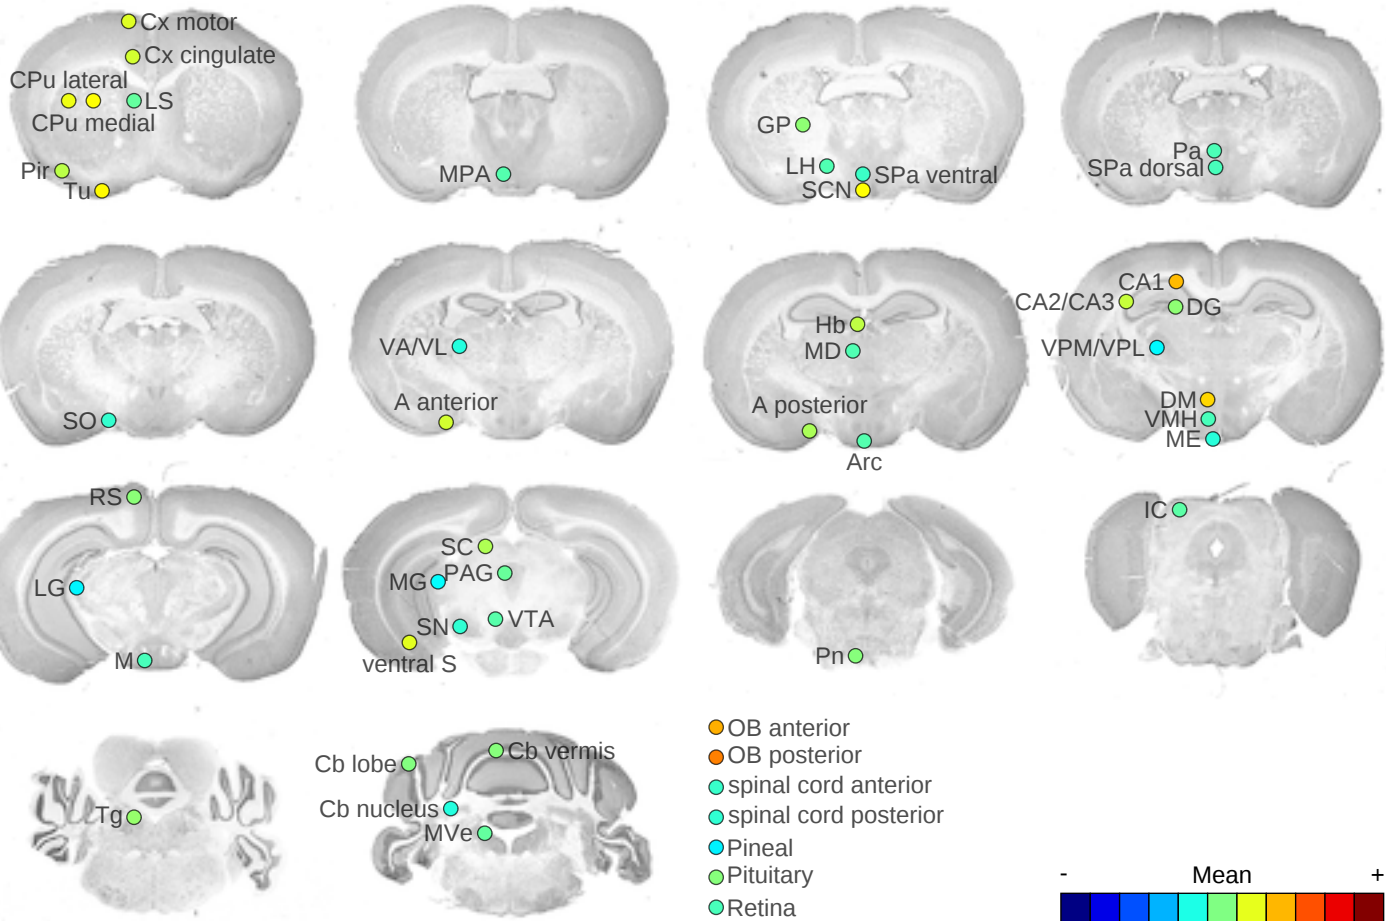 Cx motor
Cx cingulate
CPu lateral
LS
CPu medial
Pir
Tu
MPA
GP
LH
SPa ventral
SCN
Pa
SPa dorsal
SO
VA/VL
A anterior
Hb
MD
A posterior
Arc
CA1
CA2/CA3
DG
VPM/VPL
DM
VMH
ME
RS
LG
M
SC
PAG
MG
VTA
SN
ventral S
Pn
IC
Tg
Cb vermis
Cb lobe
Cb nucleus
MVe
OB anterior
OB posterior
spinal cord anterior
spinal cord posterior
Pineal
Pituitary
Retina
- Mean +